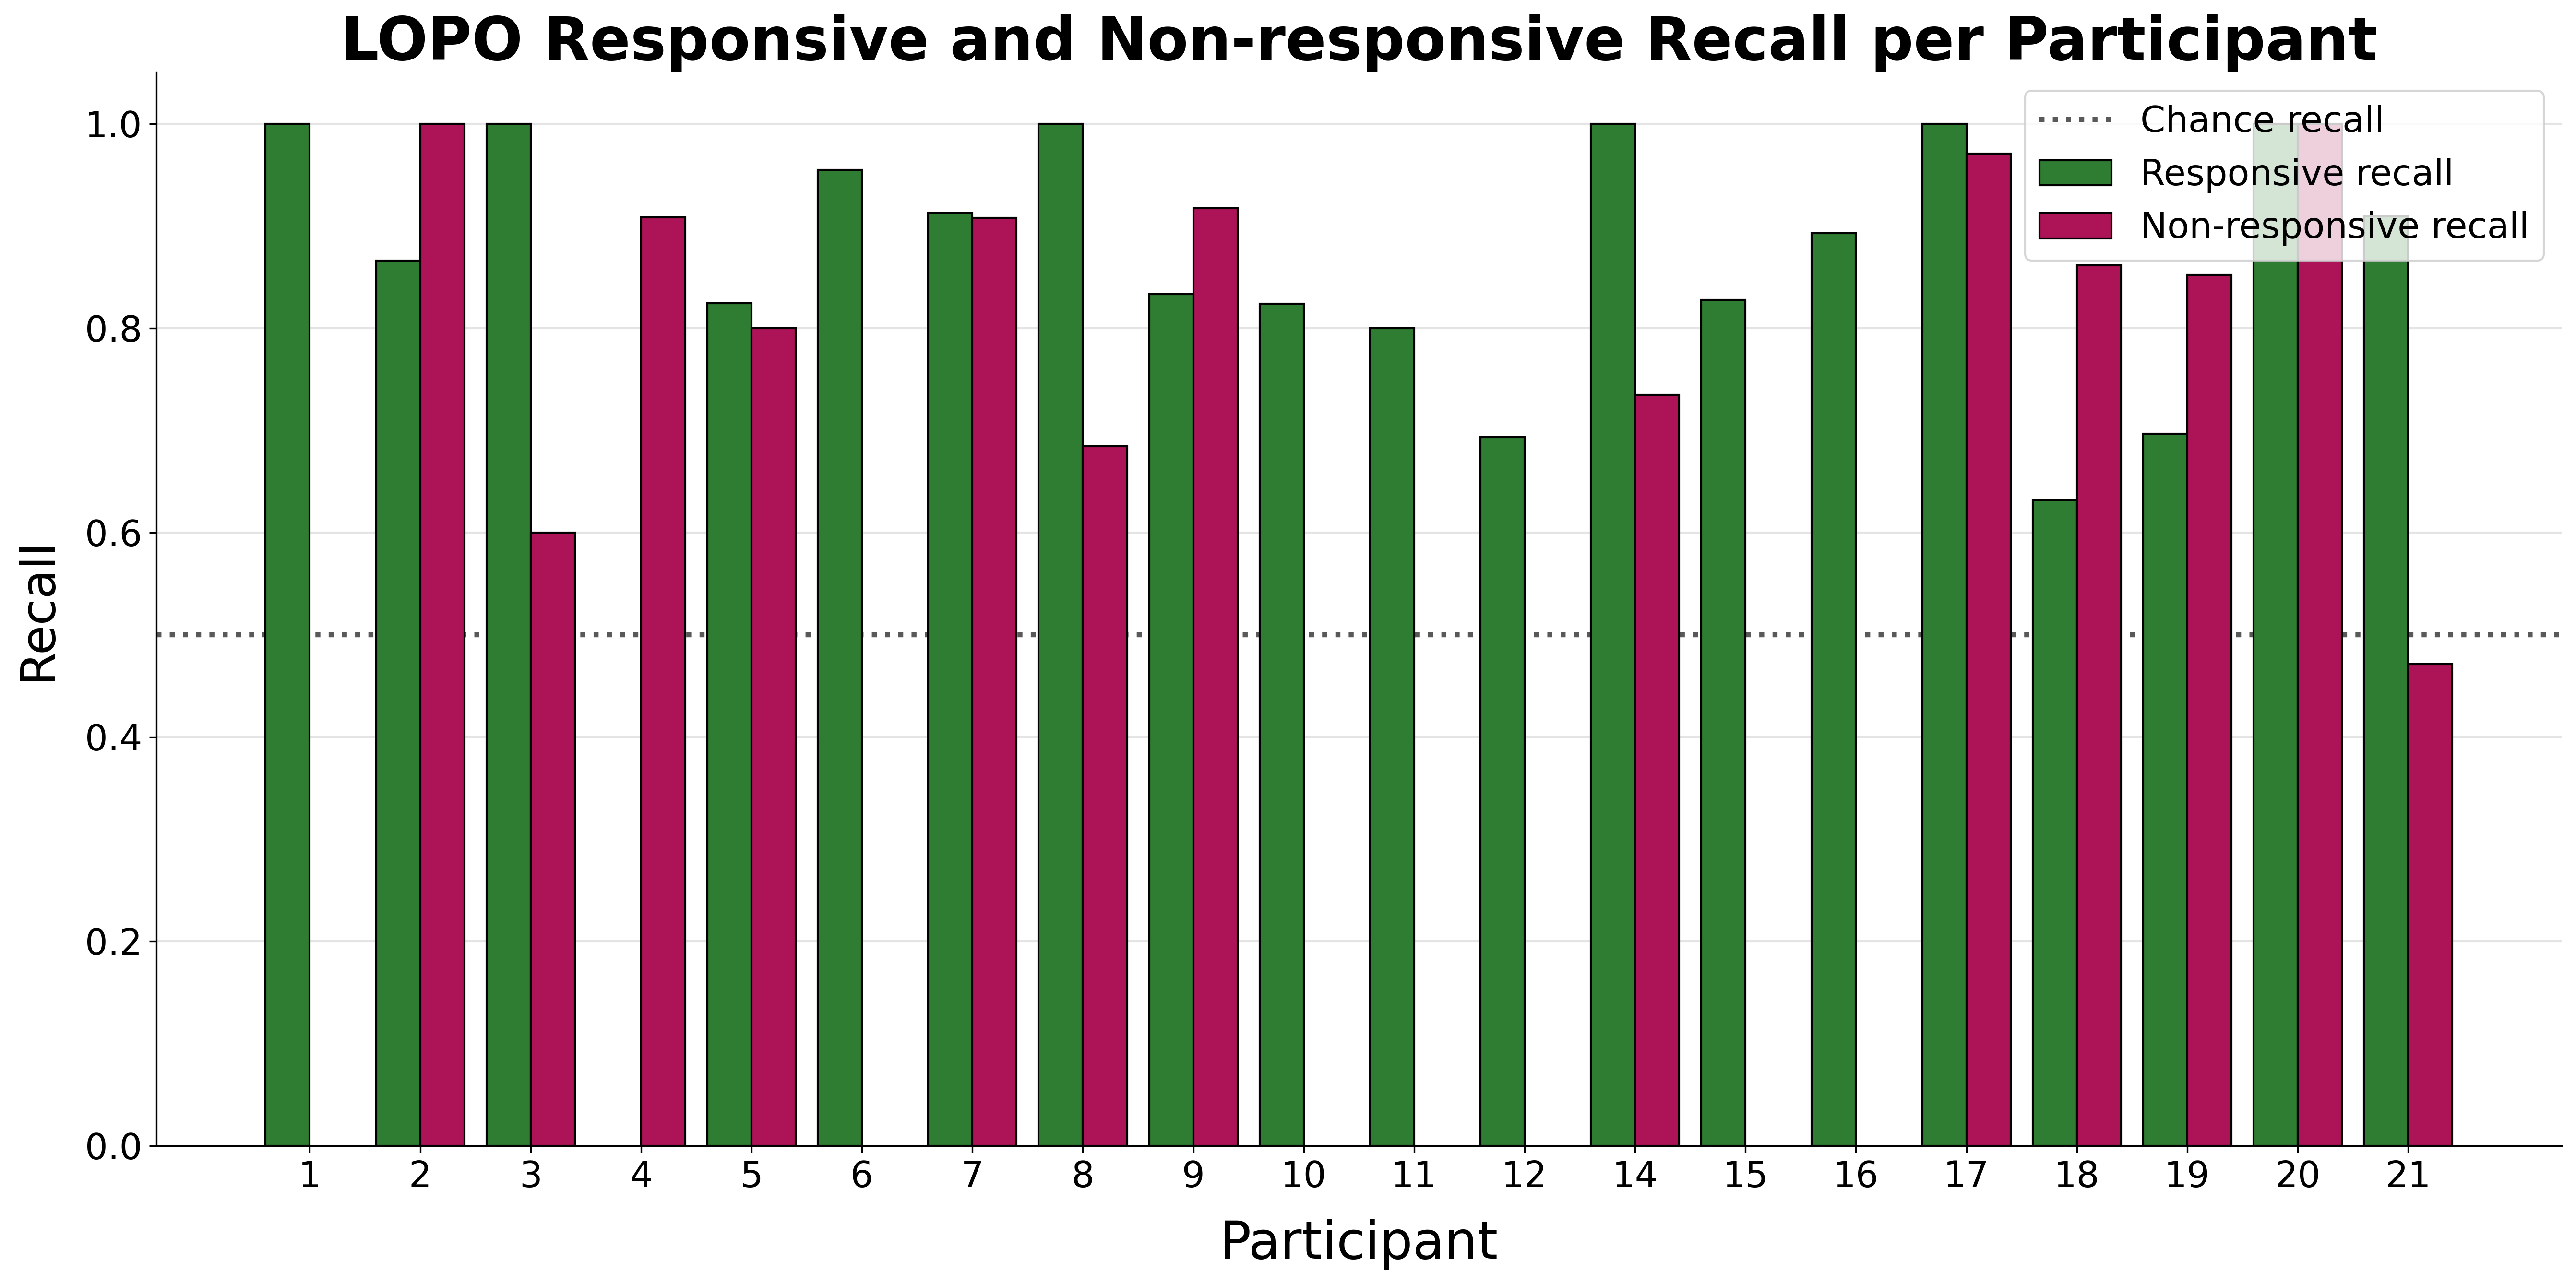 LOPO Responsive and Non-responsive Recall per Participant
Chance recall
Responsive recall
Non-responsive recall
1.0
0.8
0.6
0.4
0.2
0.0
Recall
1 2 3 4 5 6 7 8 9 10 11 12 14 15 16 17 18 19 20 21
Participant